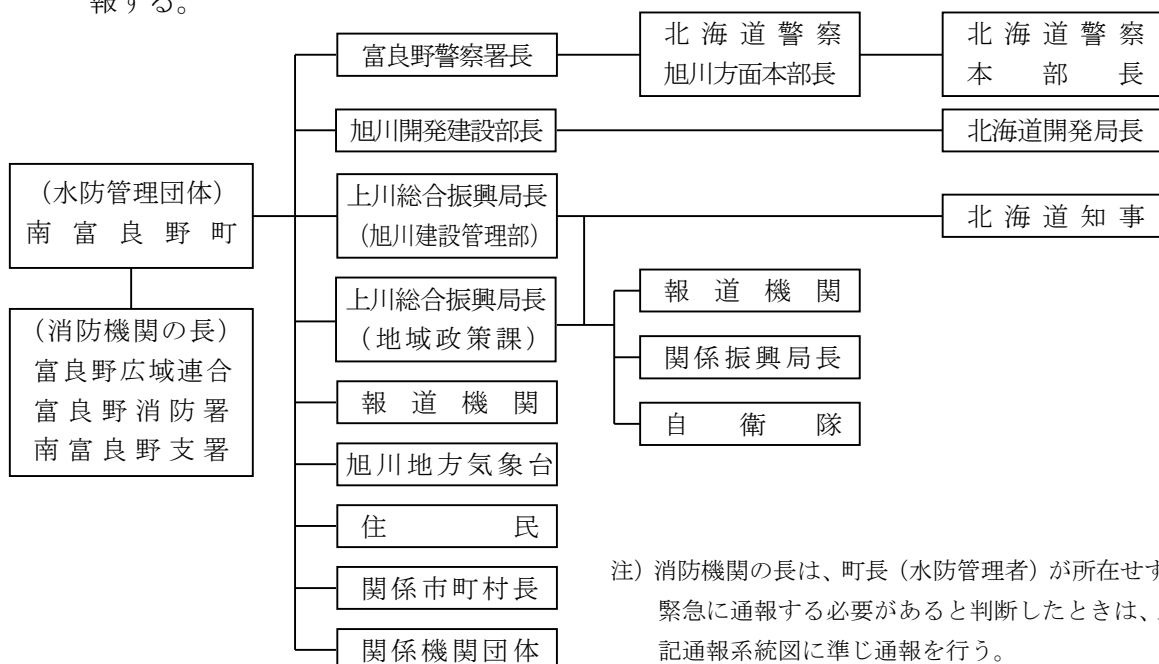 報する。
富良野警察署長
北海道警察
旭川方面本部長
北海道警察
本部長
旭川開発建設部長
北海道開発局長
(水防管理団体)
南富良野町
上川総合振興局長
(旭川建設管理部)
北海道知事
上川総合振興局長
(地域政策課)
報道機関
関係振興局長
自衛隊
(消防機関の長)
富良野広域連合
富良野消防署
南富良野支署
報道機関
旭川地方気象台
住民
関係市町村長
関係機関団体
注)消防機関の長は、町長(水防管理者)が所在せず
緊急に通報する必要があると判断したときは、
記通報系統図に準じ通報を行う。